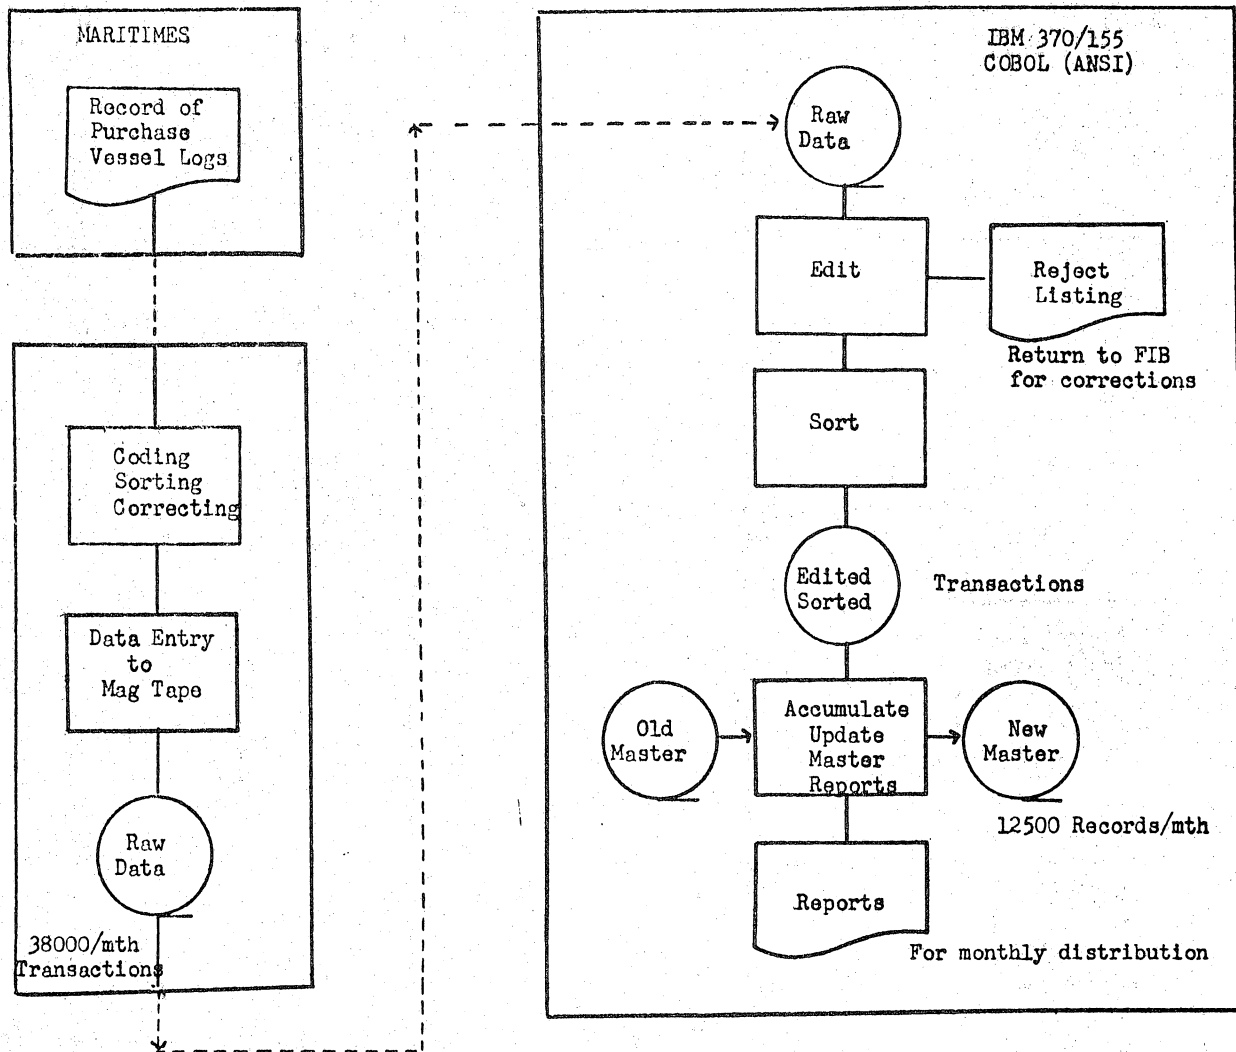 MARITIMES
Record of
Purchase
Vessel Logs
Coding
Sorting
Correcting
Data Entry
to
Mag Tape
Raw
Data
38000/mth
Transactions
IBM 370/155
COBOL (ANSI)
Raw
Data
Edit
Reject
Listing
Return to FIB
for corrections
Sort
Edited
Sorted
Transactions
Old
Master
Accumulate
Update
Master
Reports
New
Master
12500 Records/mth
Reports
For monthly distribution